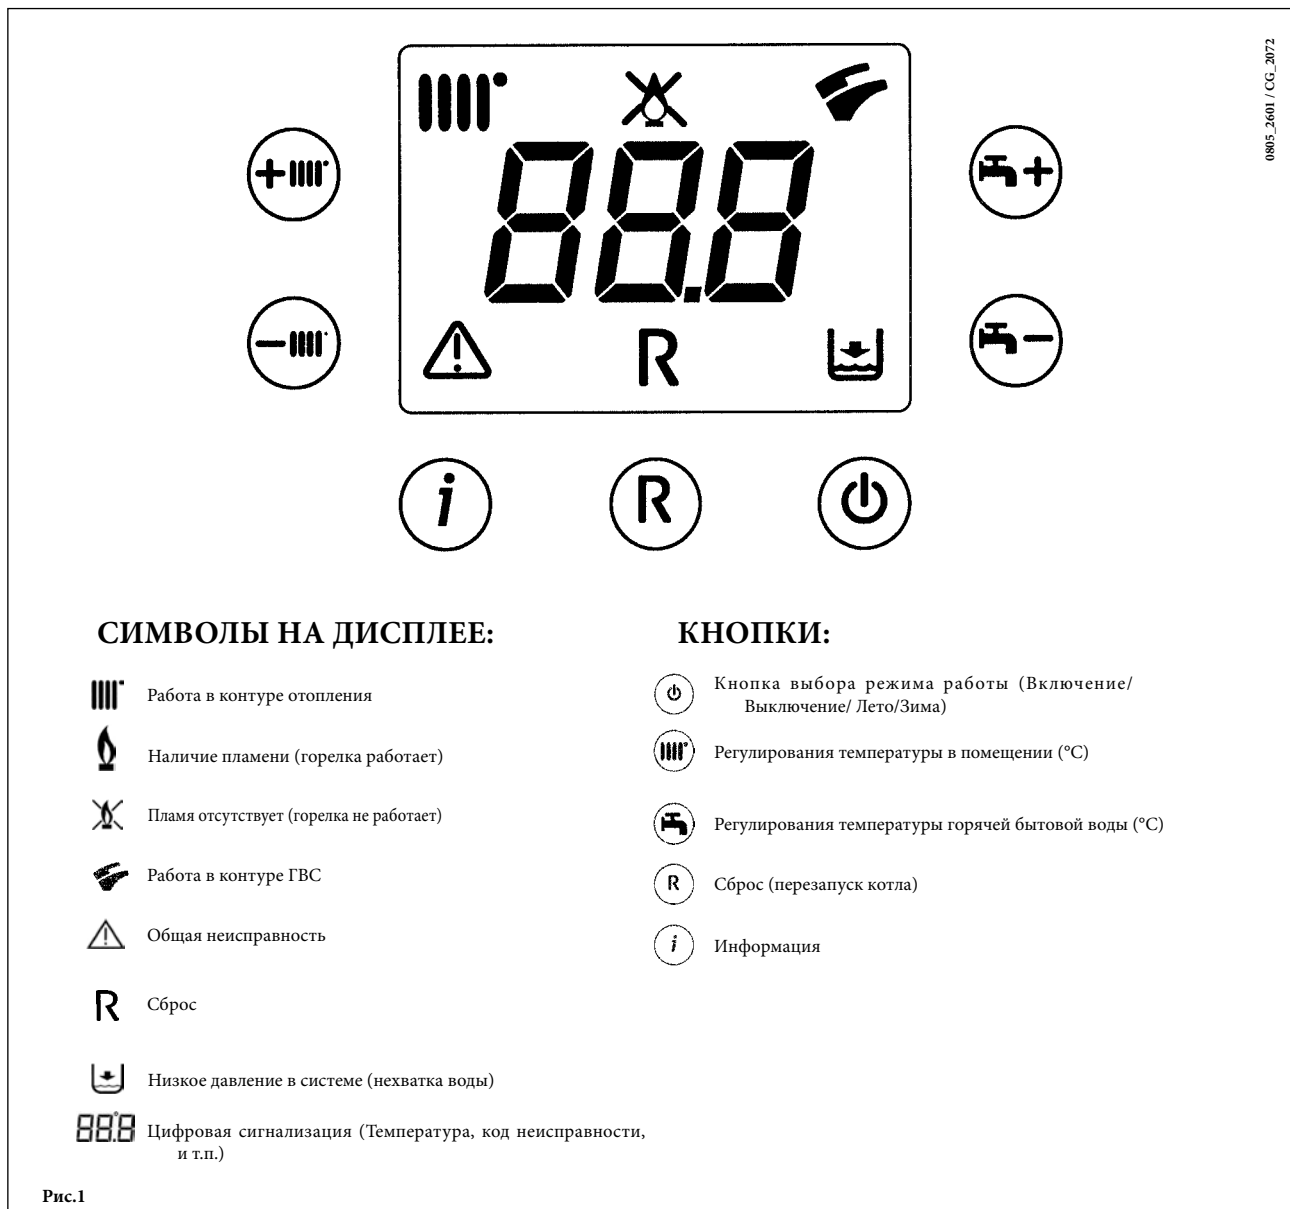 0805_2601 / CG_2072
88.8
R
i
R
СИМВОЛЫ НА ДИСПЛЕЕ:
Работа в контуре отопления
Наличие пламени (горелка работает)
Пламя отсутствует (горелка не работает)
Работа в контуре ГВС
Общая неисправность
R
Сброс
Низкое давление в системе (нехватка воды)
88.8
Цифровая сигнализация (Температура, код неисправности,
и т.п.)
КНОПКИ:
Кнопка выбора режима работы (Включение/
Выключение/ Лето/Зима)
Регулирования температуры в помещении (°С)
Регулирования температуры горячей бытовой воды (°С)
R
Сброс (перезапуск котла)
i
Информация
Рис.1